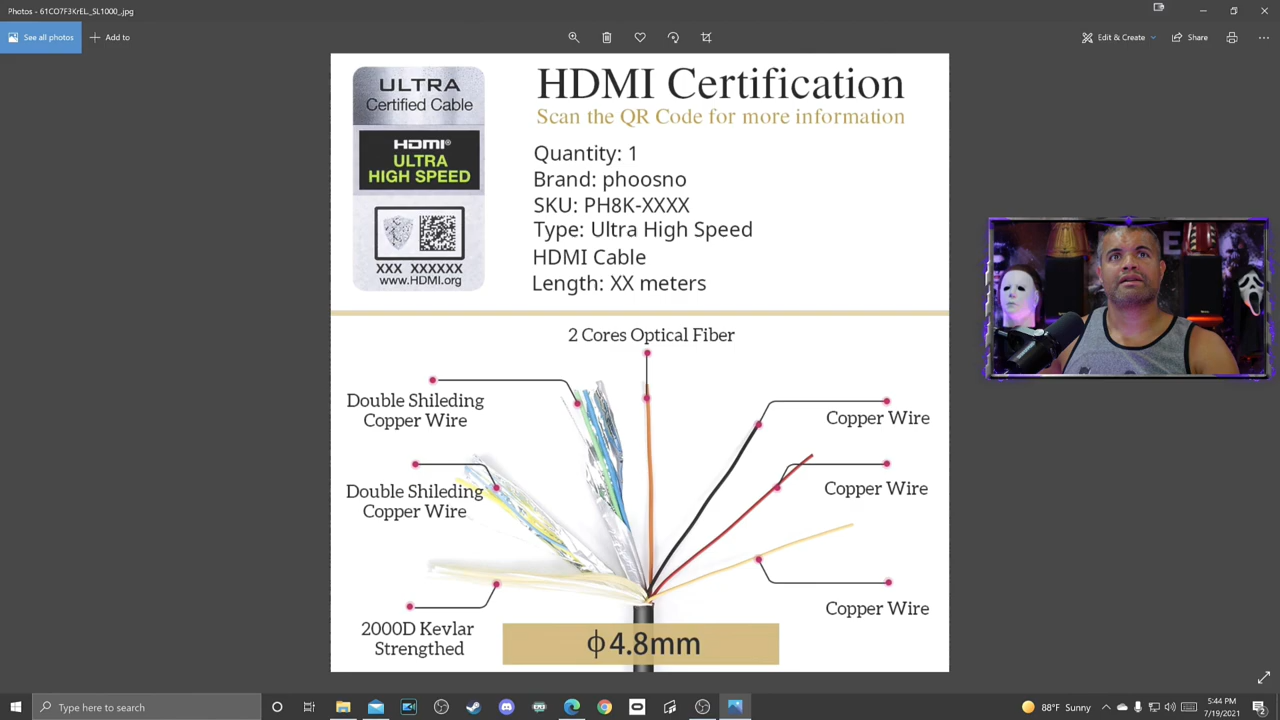 Photos - 61CO7F3XrEL._SL1000_.jpg
See all photos
Add to
Edit & Create
Share
ULTRA
Certified Cable
HDMI®
ULTRA
HIGH SPEED
XXX XXXXXX
www.HDMI.org
HDMI Certification
Scan the QR Code for more information
Quantity: 1
Brand: phoosno
SKU: PH8K-XXXX
Type: Ultra High Speed
HDMI Cable
Length: XX meters
2 Cores Optical Fiber
Double Shileding
Copper Wire
Double Shileding
Copper Wire
2000D Kevlar
Strengthed
Copper Wire
Copper Wire
Copper Wire
ϕ4.8mm
Type here to search
88°F Sunny
5:44 PM
7/19/2021
2